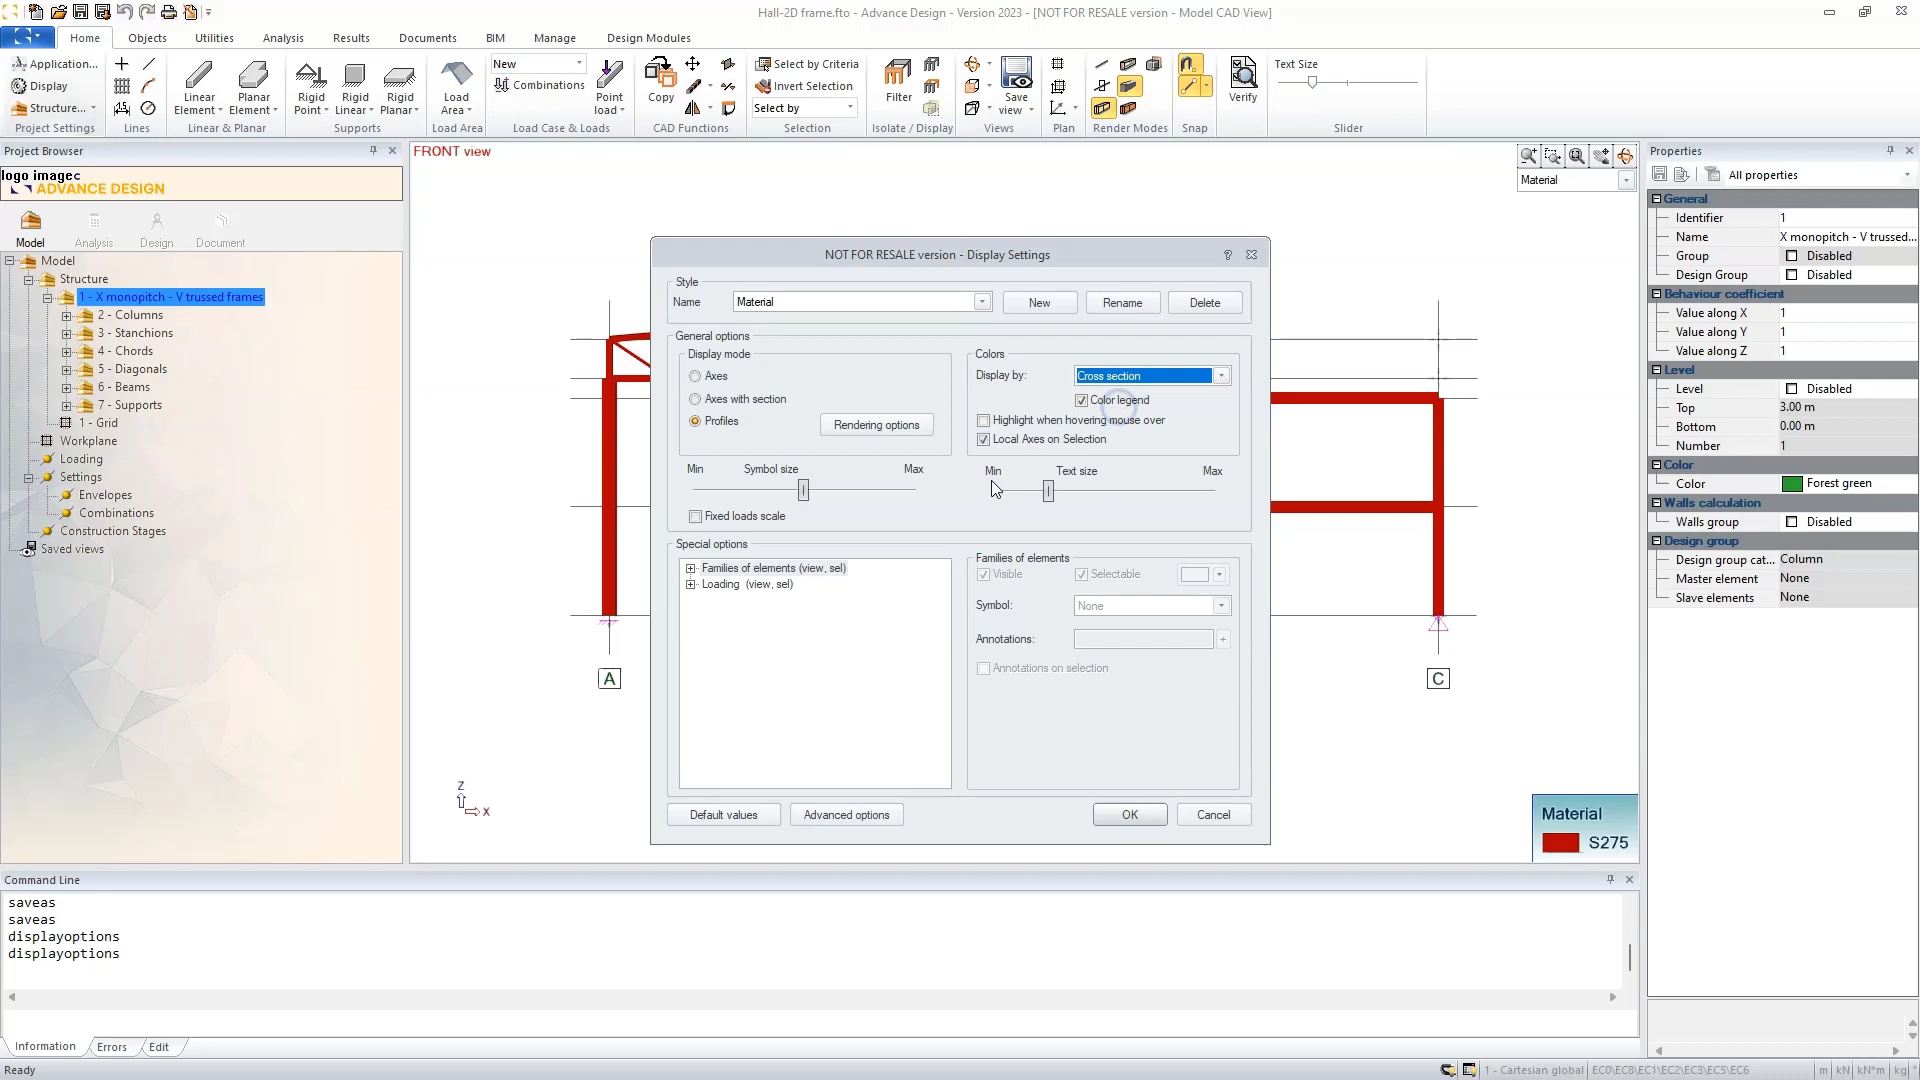 Hall-2D frame.fto - Advance Design - Version 2023 - [NOT FOR RESALE version - Model CAD View]
Home Objects Utilities Analysis Results Documents BIM Manage Design Modules
Application...
Display
Structure...
Project Settings
Lines
Linear Element
Planar Element
Linear & Planar
Rigid Point
Rigid Linear
Rigid Planar
Supports
Load Area
Load Area
New
Combinations
Point load
Load Case & Loads
Copy
CAD Functions
Select by Criteria
Invert Selection
Select by
Selection
Filter
Isolate / Display
Save view
Views
Plan
Render Modes
Snap
Verify
Text Size
Slider
Project Browser
logo imagec
ADVANCE DESIGN
Model Analysis Design Document
Model
Structure
1 - X monopitch - V trussed frames
2 - Columns
3 - Stanchions
4 - Chords
5 - Diagonals
6 - Beams
7 - Supports
1 - Grid
Workplane
Loading
Settings
Envelopes
Combinations
Construction Stages
Saved views
FRONT view
Material
A
C
Z
X
Material
S275
NOT FOR RESALE version - Display Settings
?
Style
Name Material New Rename Delete
General options
Display mode
Axes
Axes with section
Profiles
Rendering options
Colors
Display by: Cross section
Color legend
Highlight when hovering mouse over
Local Axes on Selection
Min Symbol size Max
Min Text size Max
Fixed loads scale
Special options
Families of elements (view, sel)
Loading (view, sel)
Families of elements
Visible Selectable
Symbol: None
Annotations: +
Annotations on selection
Default values Advanced options OK Cancel
Properties
All properties
General
Identifier 1
Name X monopitch - V trussed...
Group Disabled
Design Group Disabled
Behaviour coefficient
Value along X 1
Value along Y 1
Value along Z 1
Level
Level Disabled
Top 3.00 m
Bottom 0.00 m
Number 1
Color
Color Forest green
Walls calculation
Walls group Disabled
Design group
Design group cat... Column
Master element None
Slave elements None
Command Line
saveas
saveas
displayoptions
displayoptions
Information Errors Edit
Ready
1 - Cartesian global EC0\EC8\EC1\EC2\EC3\EC5\EC6 m kN kN*m kg °